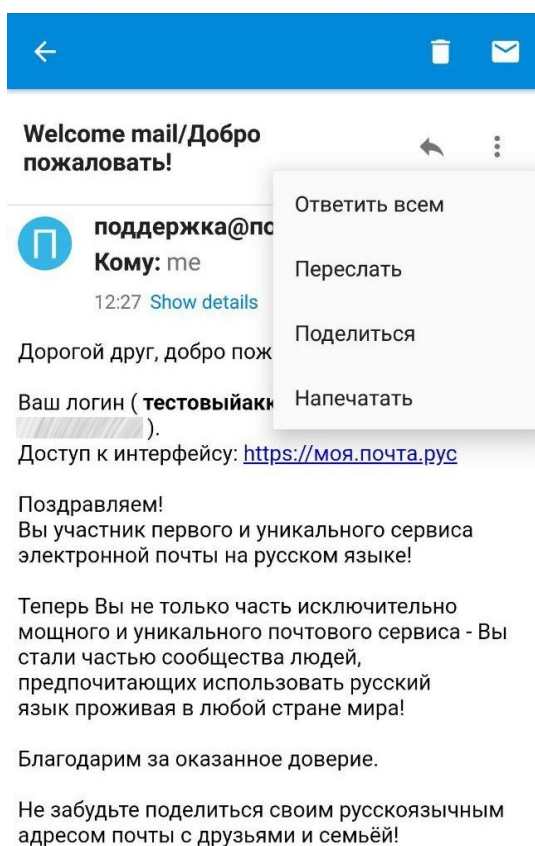 Welcome mail/Добро
пожаловать!
Ответить всем
Переслать
Поделиться
Напечатать
П
поддержка@по
Кому: me
12:27 Show details
Дорогой друг, добро пож
Ваш логин ( тестовыйакк
).
Доступ к интерфейсу: https://моя.почта.рус
Поздравляем!
Вы участник первого и уникального сервиса
электронной почты на русском языке!
Теперь Вы не только часть исключительно
мощного и уникального почтового сервиса - Вы
стали частью сообщества людей,
предпочитающих использовать русский
язык проживая в любой стране мира!
Благодарим за оказанное доверие.
Не забудьте поделиться своим русскоязычным
адресом почты с друзьями и семьёй!